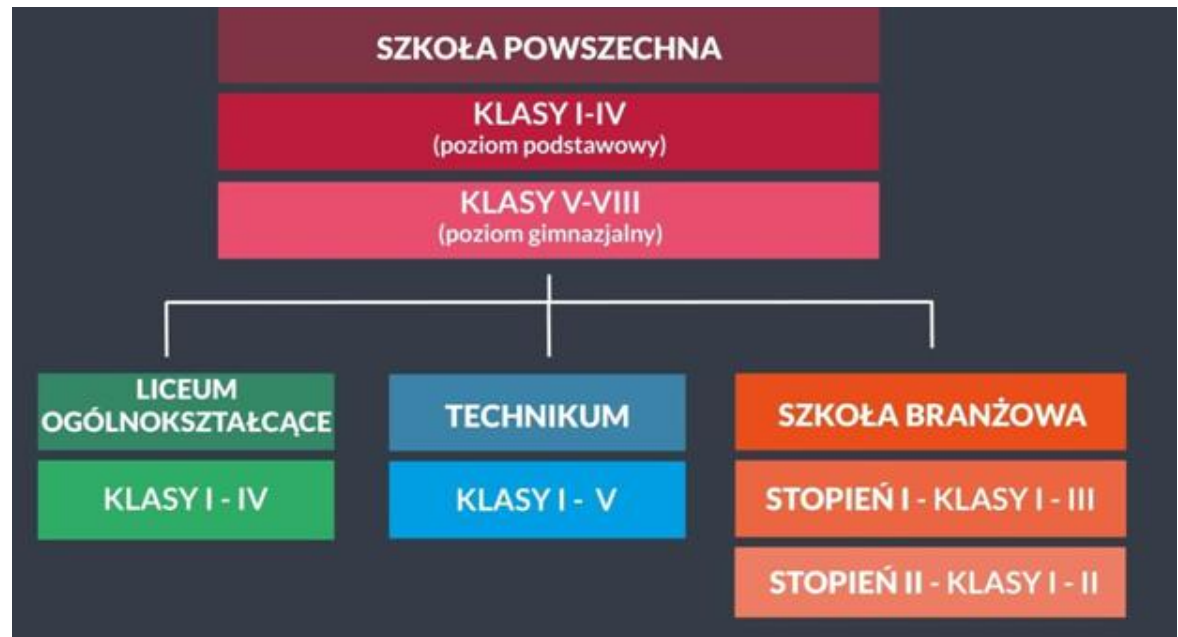 SZKOŁA POWSZECHNA
KLASY I-IV
(poziom podstawowy)
KLASY V-VIII
(poziom gimnazjalny)
LICEUM
OGÓLNOKSZTAŁCĄCE
KLASY I - IV
TECHNIKUM
KLASY I - V
SZKOŁA BRANŻOWA
STOPIEŃ I - KLASY I - III
STOPIEŃ II - KLASY I - II